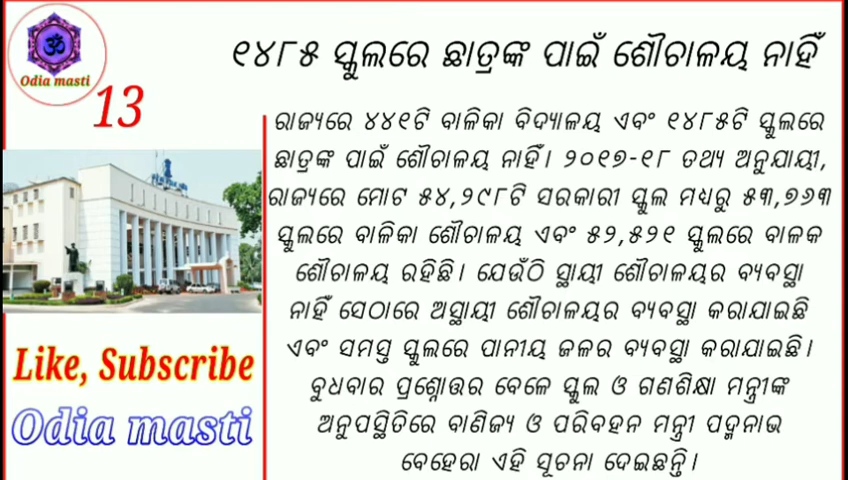 Odia masti
13
୧୪୮୫ ସ୍କୁଲରେ ଛାତ୍ରଙ୍କ ପାଇଁ ଶୌଚାଳୟ ନାହିଁ
ରାଜ୍ୟରେ ୪୪୧ଟି ବାଳିକା ବିଦ୍ୟାଳୟ ଏବଂ ୧୪୮୫ଟି ସ୍କୁଲରେ
ଛାତ୍ରଙ୍କ ପାଇଁ ଶୌଚାଳୟ ନାହିଁ। ୨୦୧୭-୧୮ ତଥ୍ୟ ଅନୁଯାୟୀ,
ରାଜ୍ୟରେ ମୋଟ ୫୪,୨୯୮ଟି ସରକାରୀ ସ୍କୁଲ ମଧ୍ୟରୁ ୫୩,୭୬୩
ସ୍କୁଲରେ ବାଳିକା ଶୌଚାଳୟ ଏବଂ ୫୨,୫୨୧ ସ୍କୁଲରେ ବାଳକ
ଶୌଚାଳୟ ରହିଛି। ଯେଉଁଠି ସ୍ଥାୟୀ ଶୌଚାଳୟର ବ୍ୟବସ୍ଥା
ନାହିଁ ସେଠାରେ ଅସ୍ଥାୟୀ ଶୌଚାଳୟର ବ୍ୟବସ୍ଥା କରାଯାଇଛି
ଏବଂ ସମସ୍ତ ସ୍କୁଲରେ ପାନୀୟ ଜଳର ବ୍ୟବସ୍ଥା କରାଯାଇଛି।
ବୁଧବାର ପ୍ରଶ୍ନୋତ୍ତର ବେଳେ ସ୍କୁଲ ଓ ଗଣଶିକ୍ଷା ମନ୍ତ୍ରୀଙ୍କ
ଅନୁପସ୍ଥିତିରେ ବାଣିଜ୍ୟ ଓ ପରିବହନ ମନ୍ତ୍ରୀ ପଦ୍ମନାଭ
ବେହେରା ଏହି ସୂଚନା ଦେଇଛନ୍ତି।
Like, Subscribe
Odia masti